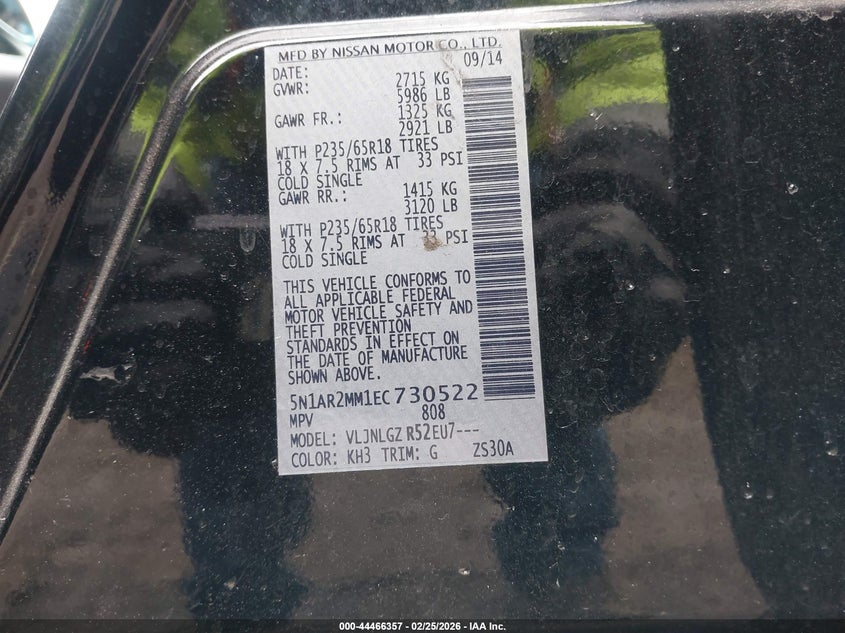 MFD BY NISSAN MOTOR CO., LTD.
DATE: 09/14
GVWR: 2715 KG
5986 LB
GAWR FR.: 1325 KG
2921 LB
WITH P235/65R18 TIRES
18 X 7.5 RIMS AT 33 PSI
COLD SINGLE
GAWR RR.: 1415 KG
3120 LB
WITH P235/65R18 TIRES
18 X 7.5 RIMS AT 33 PSI
COLD SINGLE
THIS VEHICLE CONFORMS TO
ALL APPLICABLE FEDERAL
MOTOR VEHICLE SAFETY AND
THEFT PREVENTION
STANDARDS IN EFFECT ON
THE DATE OF MANUFACTURE
SHOWN ABOVE.
5N1AR2MM1EC730522
MPV 808
MODEL: VLJNLGZ R52EU7---
COLOR: KH3 TRIM: G ZS30A
000-44466357 - 02/25/2026 - IAA Inc.